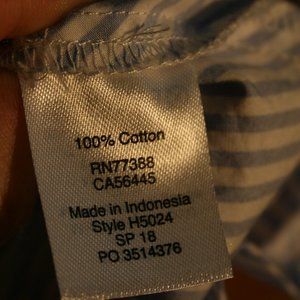 100% Cotton
RN77388
CA56445
Made in Indonesia
Style H5024
SP 18
PO 3514376